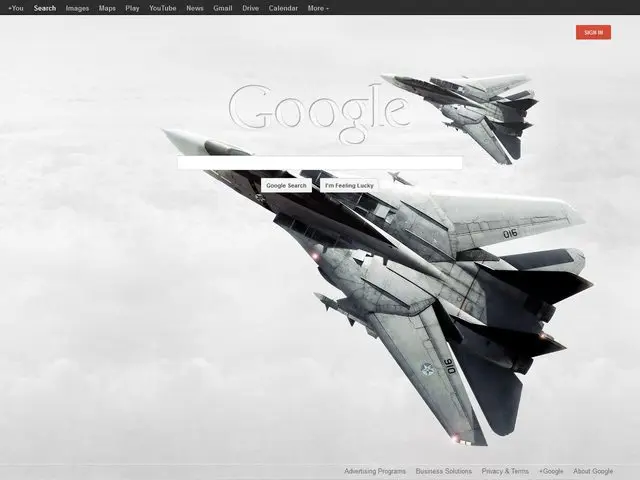 +You Search Images Maps Play YouTube News Gmail Drive Calendar More
SIGN IN
Google
Google Search I'm Feeling Lucky
016
016
Advertising Programs Business Solutions Privacy & Terms +Google About Google